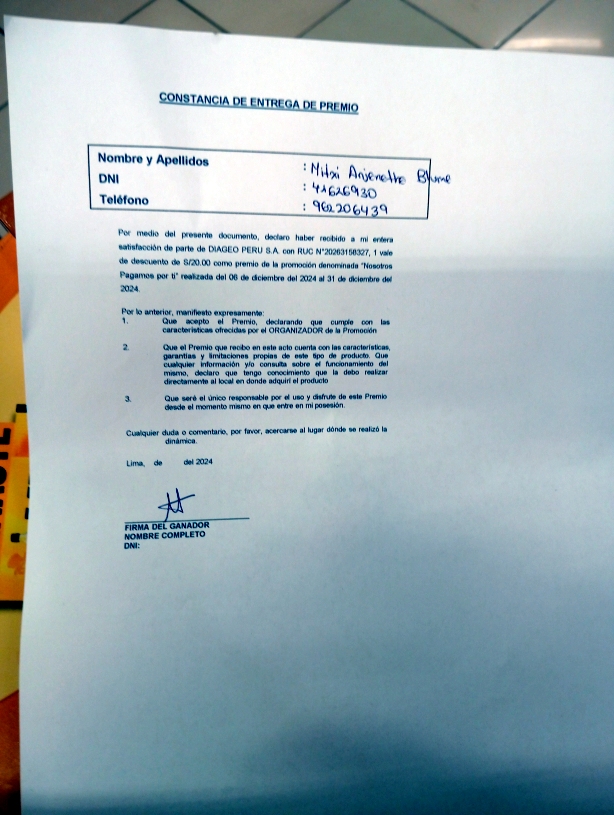 CONSTANCIA DE ENTREGA DE PREMIO
Nombre y Apellidos : Mitxi Anjenette Blume
DNI : 41626930
Teléfono : 962206439
Por medio del presente documento, declaro haber recibido a mi entera
satisfacción de parte de DIAGEO PERU S.A. con RUC N°20263158327, 1 vale
de descuento de S/20.00 como premio de la promoción denominada "Nosotros
Pagamos por ti" realizada del 06 de diciembre del 2024 al 31 de diciembre del
2024.
Por lo anterior, manifiesto expresamente:
1. Que acepto el Premio, declarando que cumple con las
características ofrecidas por el ORGANIZADOR de la Promoción
2. Que el Premio que recibo en este acto cuenta con las características,
garantías y limitaciones propias de este tipo de producto. Que
cualquier información y/o consulta sobre el funcionamiento del
mismo, declaro que tengo conocimiento que la debo realizar
directamente al local en donde adquirí el producto
3. Que seré el único responsable por el uso y disfrute de este Premio
desde el momento mismo en que entre en mi posesión.
Cualquier duda o comentario, por favor, acercarse al lugar dónde se realizó la
dinámica.
Lima, de del 2024
FIRMA DEL GANADOR
NOMBRE COMPLETO
DNI: